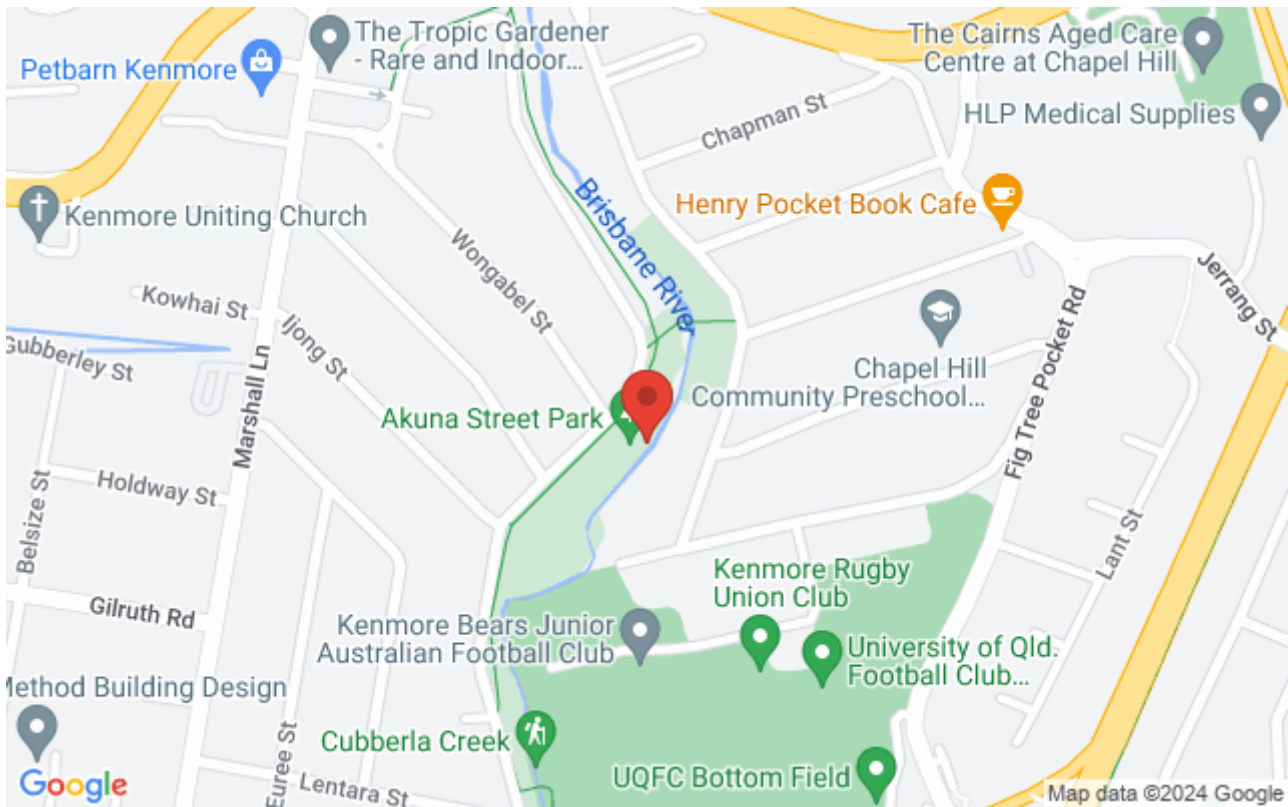 The Tropic Gardener
- Rare and Indoor...
Petbarn Kenmore
The Cairns Aged Care
Centre at Chapel Hill
HLP Medical Supplies
Chapman St
Brisbane River
Henry Pocket Book Cafe
Kenmore Uniting Church
Wongabel St
Jerrang St
Kowhai St
Ijong St
Fig Tree Pocket Rd
Gubberley St
Marshall Ln
Chapel Hill
Community Preschool...
Akuna Street Park
Holdway St
Belsize St
Lant St
Gilruth Rd
Kenmore Rugby
Union Club
Kenmore Bears Junior
Australian Football Club
University of Qld.
Football Club...
Method Building Design
Euree St
Cubberla Creek
UQFC Bottom Field
Lentara St
Google
Map data ©2024 Google